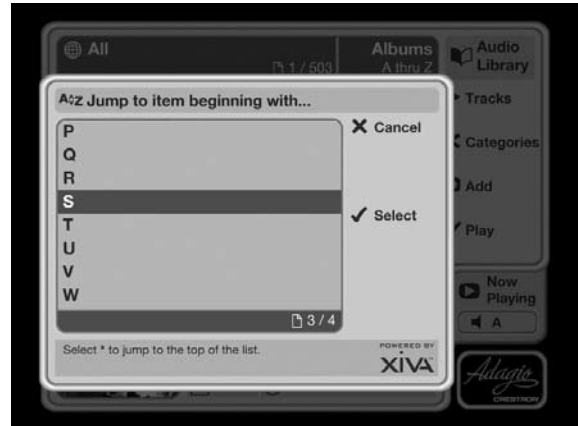 All
1 / 503
Albums
A thru Z
Audio
Library
Tracks
Categories
Add
Play
Now
Playing
A
A Z Jump to item beginning with...
P
Q
R
S
T
U
V
W
3 / 4
Cancel
Select
Select * to jump to the top of the list.
POWERED BY
XiVA
Adagio
CRESTRON